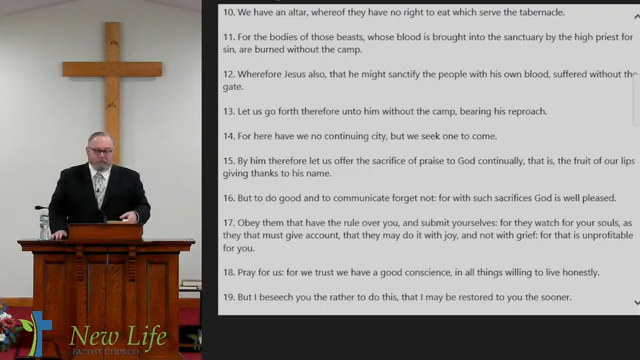 10. We have an altar, whereof they have no right to eat which serve the tabernacle.
11. For the bodies of those beasts, whose blood is brought into the sanctuary by the high priest for
sin, are burned without the camp.
12. Wherefore Jesus also, that he might sanctify the people with his own blood, suffered without the
gate.
13. Let us go forth therefore unto him without the camp, bearing his reproach.
14. For here have we no continuing city, but we seek one to come.
15. By him therefore let us offer the sacrifice of praise to God continually, that is, the fruit of our lips
giving thanks to his name.
16. But to do good and to communicate forget not: for with such sacrifices God is well pleased.
17. Obey them that have the rule over you, and submit yourselves: for they watch for your souls, as
they that must give account, that they may do it with joy, and not with grief: for that is unprofitable
for you.
18. Pray for us: for we trust we have a good conscience, in all things willing to live honestly.
19. But I beseech you the rather to do this, that I may be restored to you the sooner.
New Life
BAPTIST CHURCH